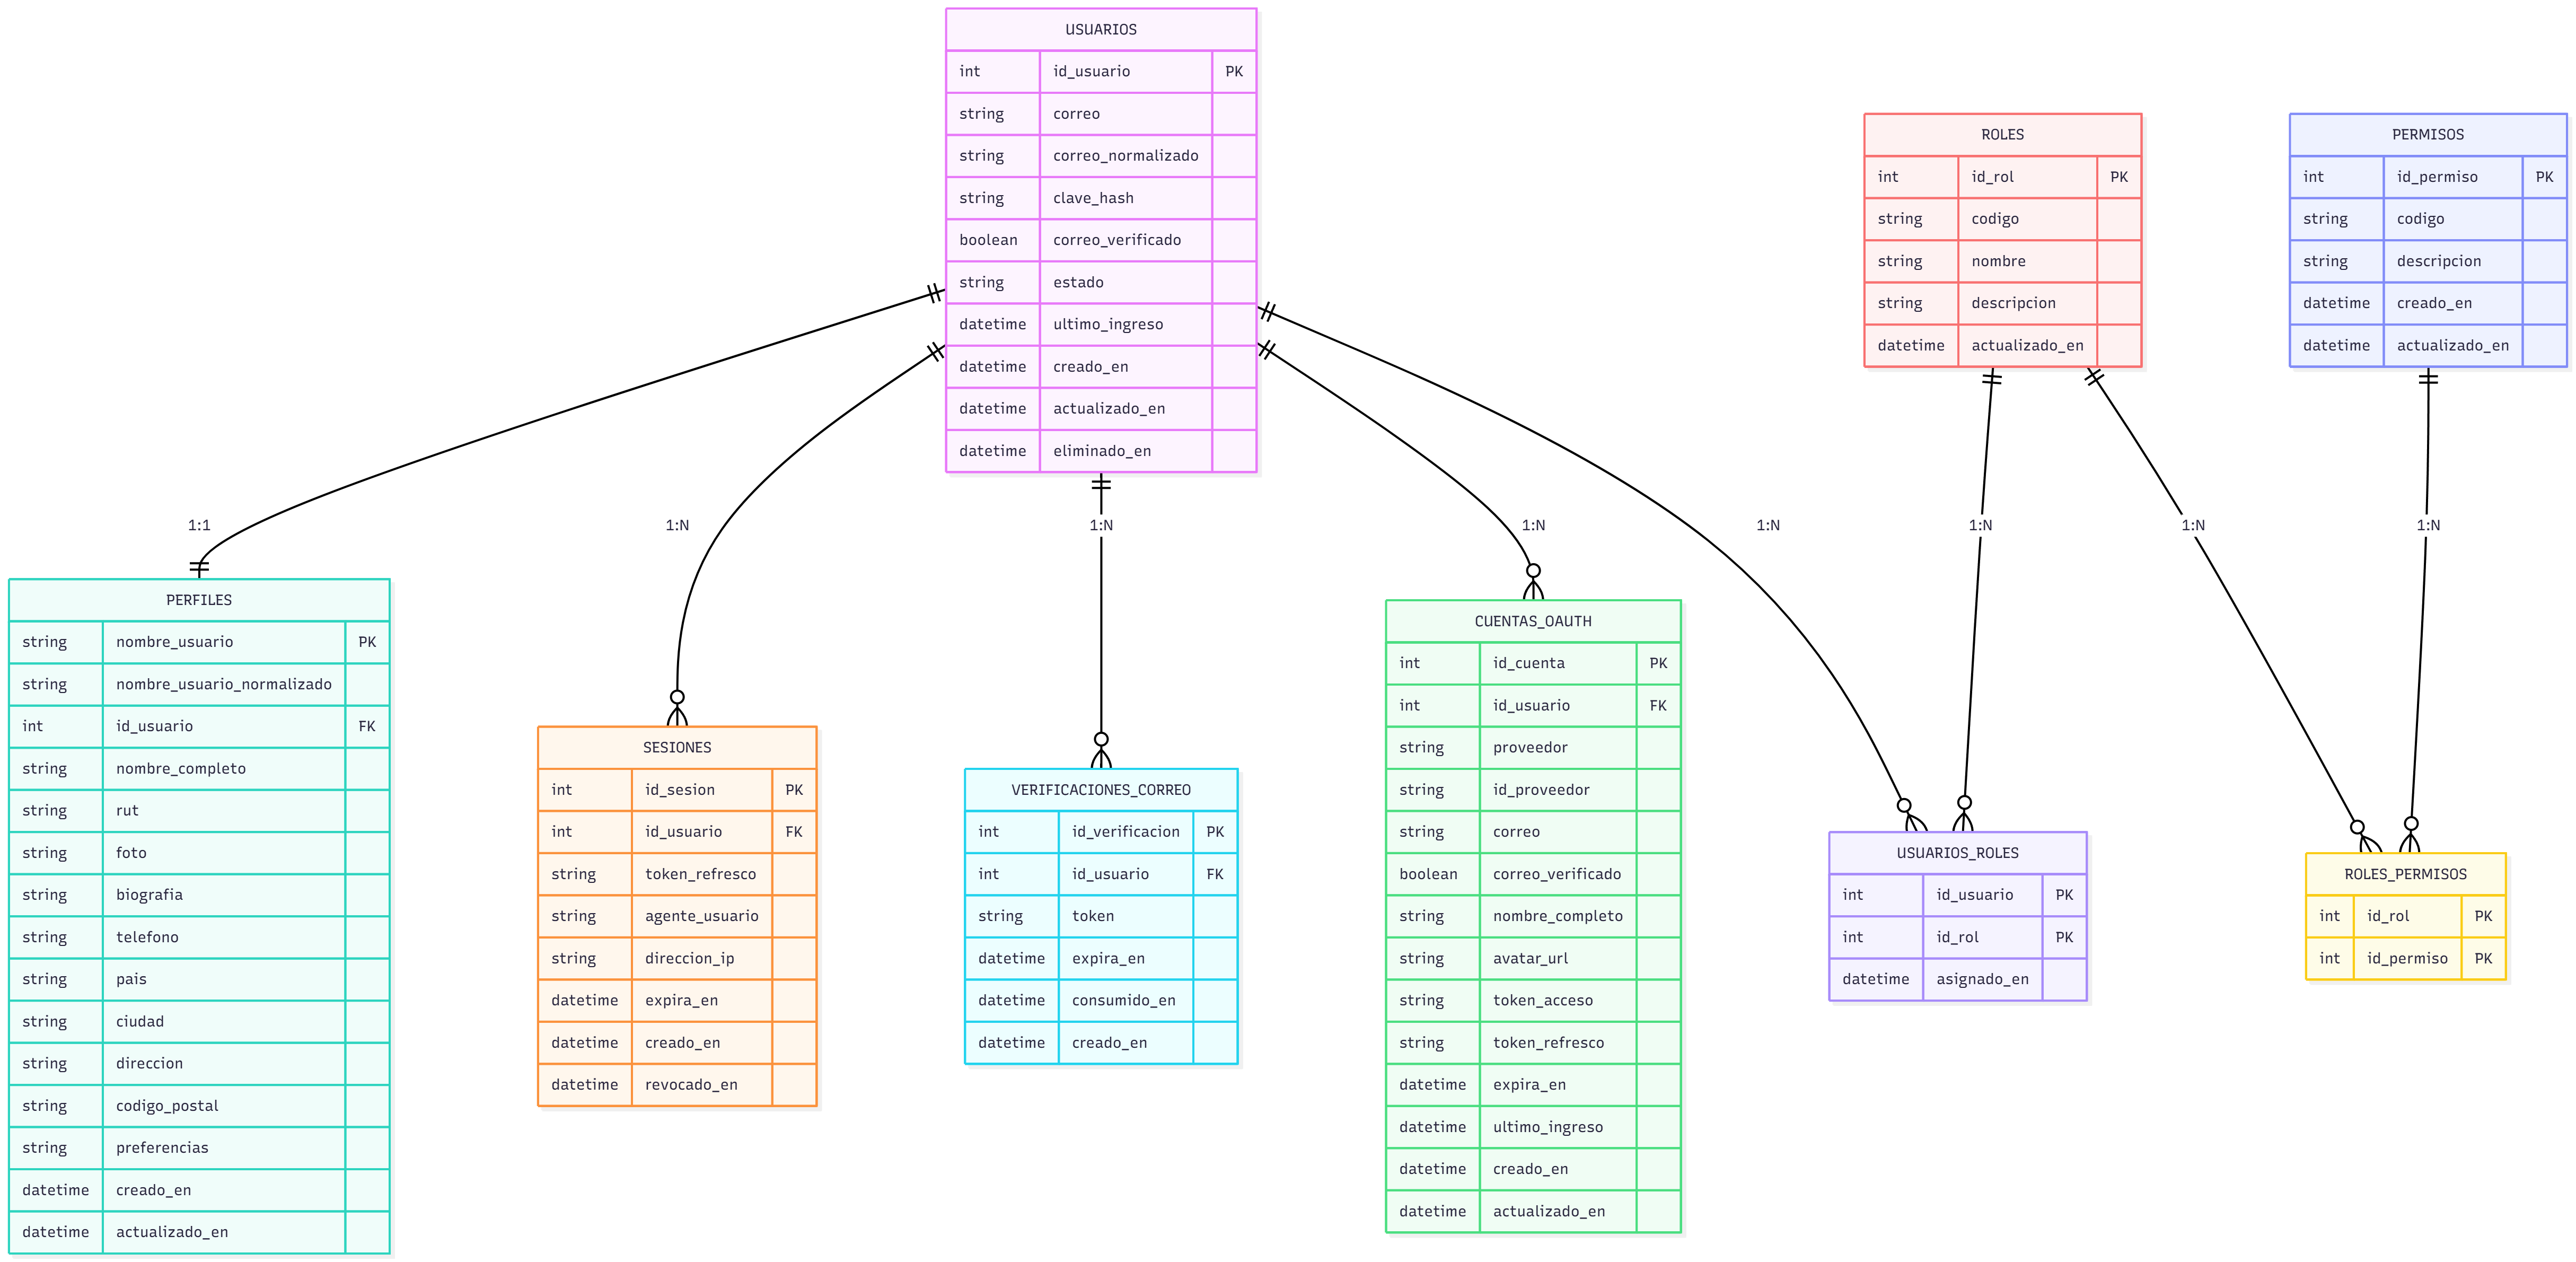 USUARIOS
int id_usuario PK
string correo
string correo_normalizado
string clave_hash
boolean correo_verificado
string estado
datetime ultimo_ingreso
datetime creado_en
datetime actualizado_en
datetime eliminado_en
ROLES
int id_rol PK
string codigo
string nombre
string descripcion
datetime actualizado_en
PERMISOS
int id_permiso PK
string codigo
string descripcion
datetime creado_en
datetime actualizado_en
1:1
1:N
1:N
1:N
1:N
1:N
1:N
1:N
PERFILES
string nombre_usuario PK
string nombre_usuario_normalizado
int id_usuario FK
string nombre_completo
string rut
string foto
string biografia
string telefono
string pais
string ciudad
string direccion
string codigo_postal
string preferencias
datetime creado_en
datetime actualizado_en
SESIONES
int id_sesion PK
int id_usuario FK
string token_refresco
string agente_usuario
string direccion_ip
datetime expira_en
datetime creado_en
datetime revocado_en
VERIFICACIONES_CORREO
int id_verificacion PK
int id_usuario FK
string token
datetime expira_en
datetime consumido_en
datetime creado_en
CUENTAS_OAUTH
int id_cuenta PK
int id_usuario FK
string proveedor
string id_proveedor
string correo
boolean correo_verificado
string nombre_completo
string avatar_url
string token_acceso
string token_refresco
datetime expira_en
datetime ultimo_ingreso
datetime creado_en
datetime actualizado_en
USUARIOS_ROLES
int id_usuario PK
int id_rol PK
datetime asignado_en
ROLES_PERMISOS
int id_rol PK
int id_permiso PK